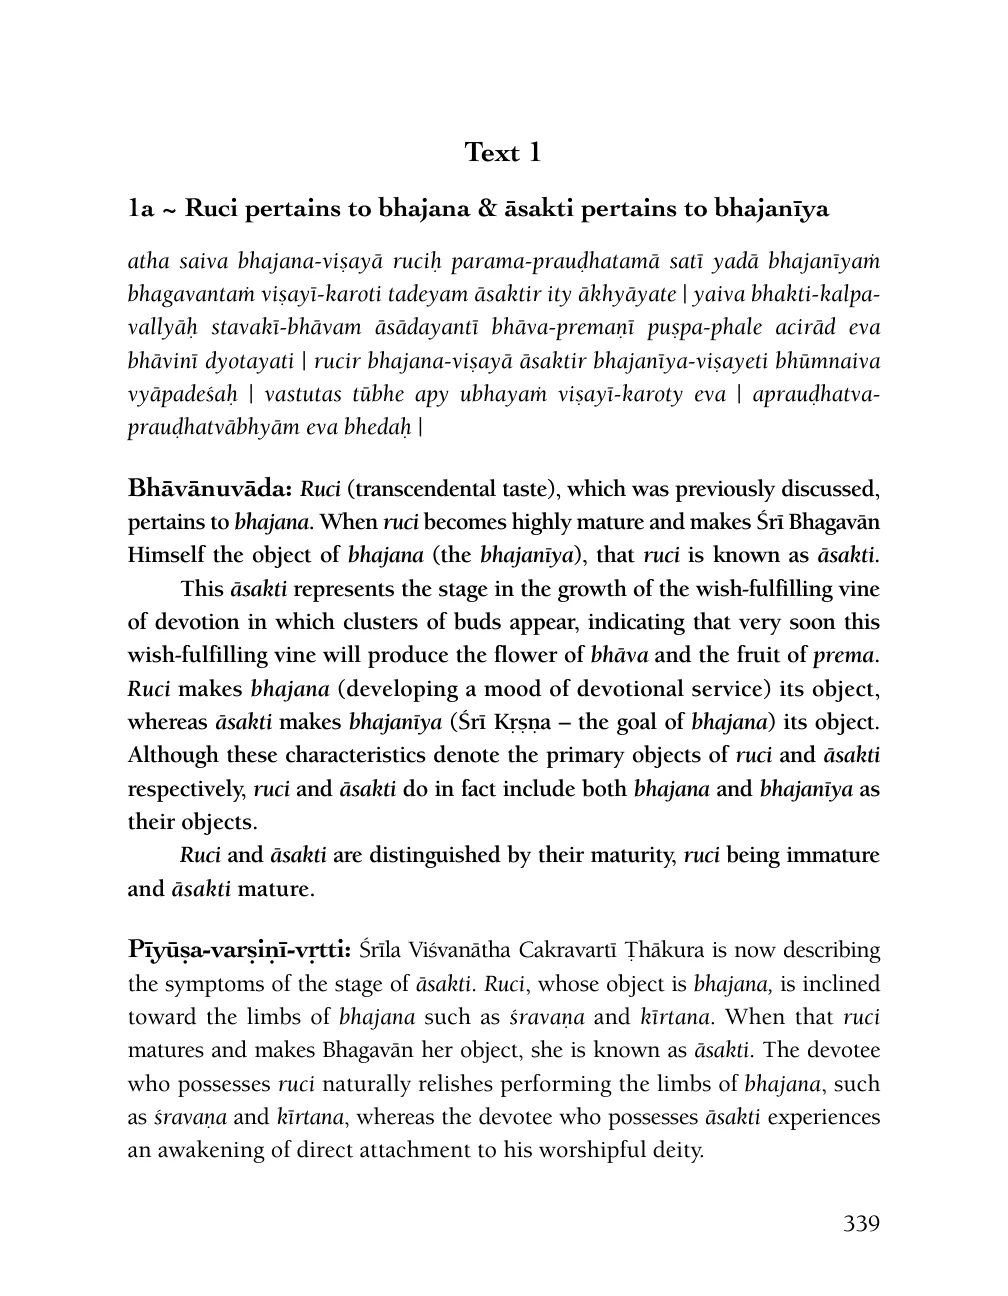 Text 1
1a ~ Ruci pertains to bhajana & āsakti pertains to bhajanīya
atha saiva bhajana-viṣayā ruciḥ parama-prauḍhatamā satī yadā bhajanīyaṁ
bhagavantaṁ viṣayī-karoti tadeyam āsaktir ity ākhyāyate | yaiva bhakti-kalpa-
vallyāḥ stavakī-bhāvam āsādayantī bhāva-premaṇī puṣpa-phale acirād eva
bhāvinī dyotayati | rucir bhajana-viṣayā āsaktir bhajanīya-viṣayeti bhūmnaiva
vyāpadeśaḥ | vastutas tūbhe apy ubhayaṁ viṣayī-karoty eva | aprauḍhatva-
prauḍhatvābhyām eva bhedaḥ |
Bhāvānuvāda: Ruci (transcendental taste), which was previously discussed,
pertains to bhajana. When ruci becomes highly mature and makes Śrī Bhagavān
Himself the object of bhajana (the bhajanīya), that ruci is known as āsakti.
This āsakti represents the stage in the growth of the wish-fulfilling vine
of devotion in which clusters of buds appear, indicating that very soon this
wish-fulfilling vine will produce the flower of bhāva and the fruit of prema.
Ruci makes bhajana (developing a mood of devotional service) its object,
whereas āsakti makes bhajanīya (Śrī Kṛṣṇa – the goal of bhajana) its object.
Although these characteristics denote the primary objects of ruci and āsakti
respectively, ruci and āsakti do in fact include both bhajana and bhajanīya as
their objects.
Ruci and āsakti are distinguished by their maturity, ruci being immature
and āsakti mature.
Pīyūṣa-varṣiṇī-vṛtti: Śrīla Viśvanātha Cakravartī Ṭhākura is now describing
the symptoms of the stage of āsakti. Ruci, whose object is bhajana, is inclined
toward the limbs of bhajana such as śravaṇa and kīrtana. When that ruci
matures and makes Bhagavān her object, she is known as āsakti. The devotee
who possesses ruci naturally relishes performing the limbs of bhajana, such
as śravaṇa and kīrtana, whereas the devotee who possesses āsakti experiences
an awakening of direct attachment to his worshipful deity.
339